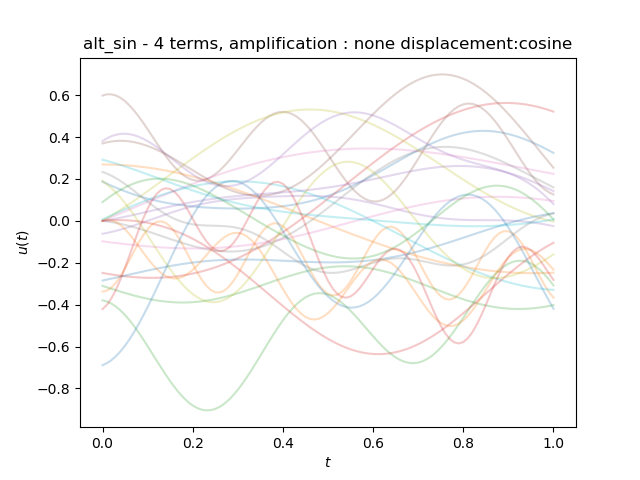 alt_sin - 4 terms, amplification : none displacement:cosine
0.6
0.4
0.2
0.0
−0.2
−0.4
−0.6
−0.8
u(t)
0.0 0.2 0.4 0.6 0.8 1.0
t